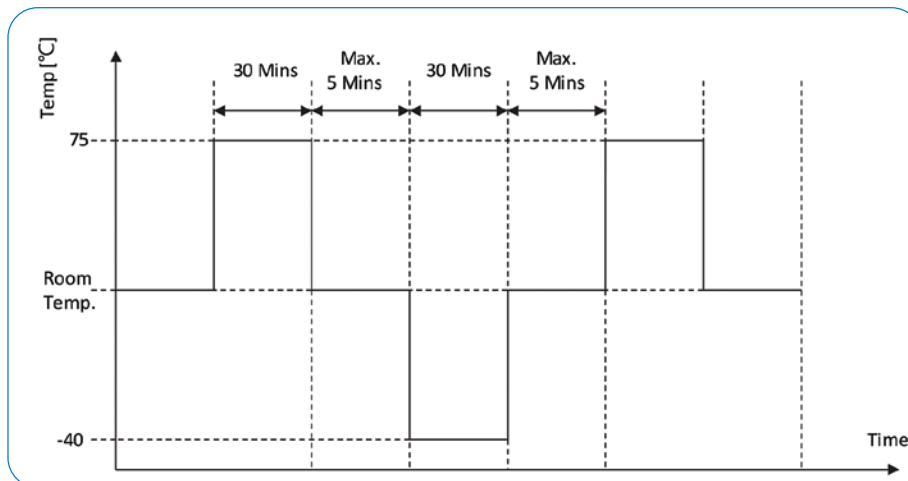 Temp [℃]
30 Mins
Max.
5 Mins
30 Mins
Max.
5 Mins
75
Room
Temp.
-40
Time